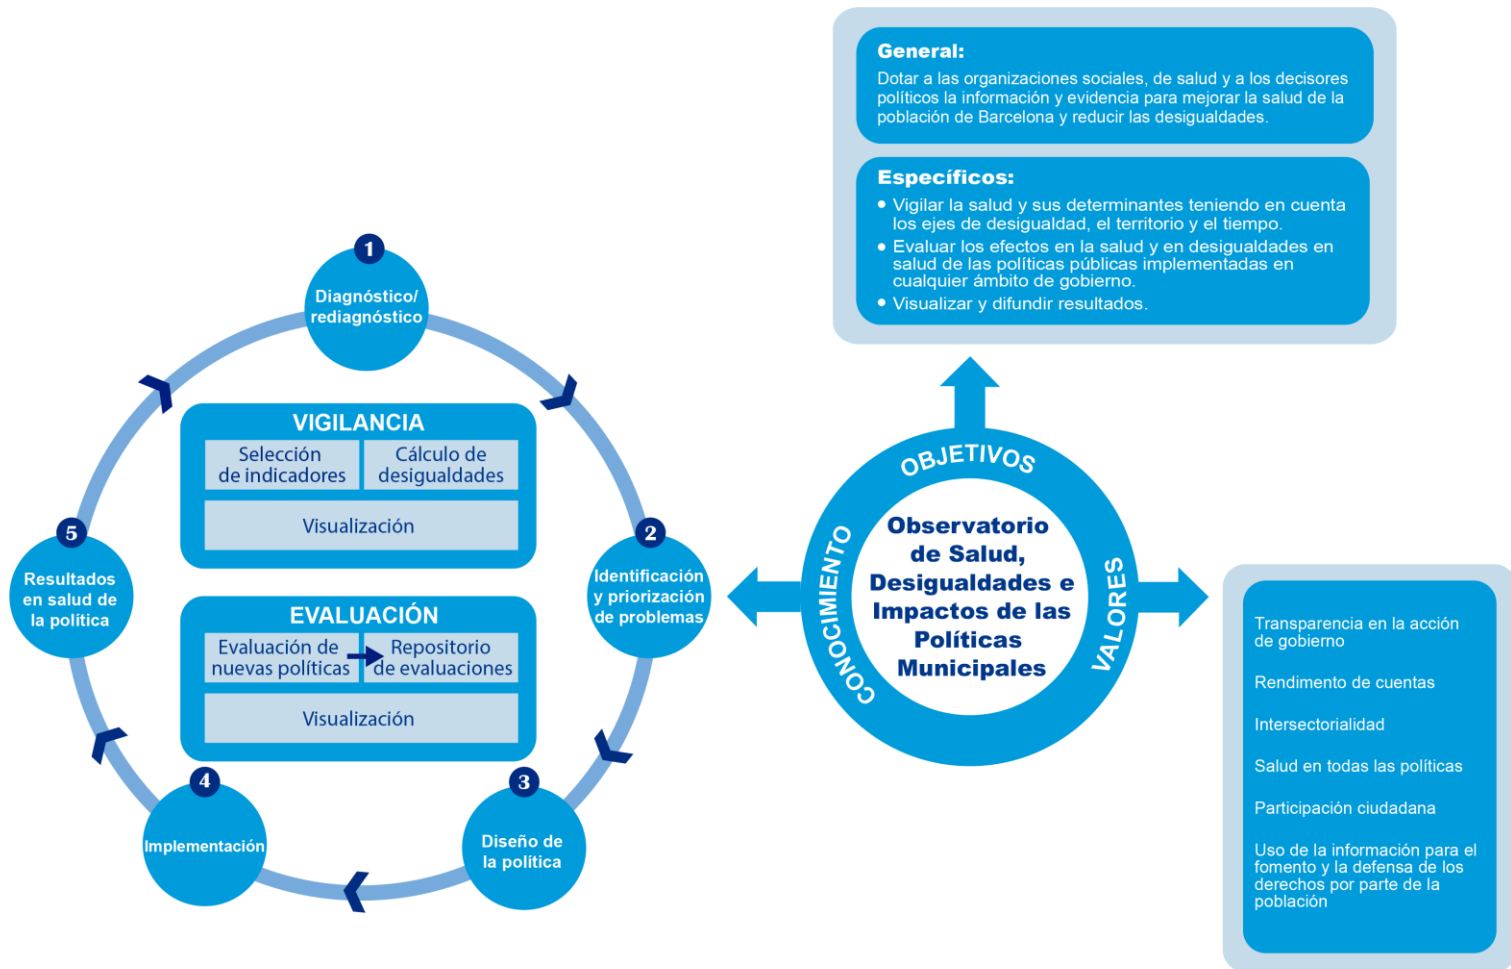 General:
Dotar a las organizaciones sociales, de salud y a los decisores
políticos la información y evidencia para mejorar la salud de la
población de Barcelona y reducir las desigualdades.
Específicos:
• Vigilar la salud y sus determinantes teniendo en cuenta
los ejes de desigualdad, el territorio y el tiempo.
• Evaluar los efectos en la salud y en desigualdades en
salud de las políticas públicas implementadas en
cualquier ámbito de gobierno.
• Visualizar y difundir resultados.
1
Diagnóstico/
rediagnóstico
VIGILANCIA
Selección
de indicadores
Cálculo de
desigualdades
Visualización
2
Identificación
y priorización
de problemas
5
Resultados
en salud de
la política
EVALUACIÓN
Evaluación de
nuevas políticas
Repositorio
de evaluaciones
Visualización
4
Implementación
3
Diseño de
la política
OBJETIVOS
CONOCIMIENTO
VALORES
Observatorio
de Salud,
Desigualdades e
Impactos de las
Políticas
Municipales
Transparencia en la acción
de gobierno
Rendimento de cuentas
Intersectorialidad
Salud en todas las políticas
Participación ciudadana
Uso de la información para el
fomento y la defensa de los
derechos por parte de la
población